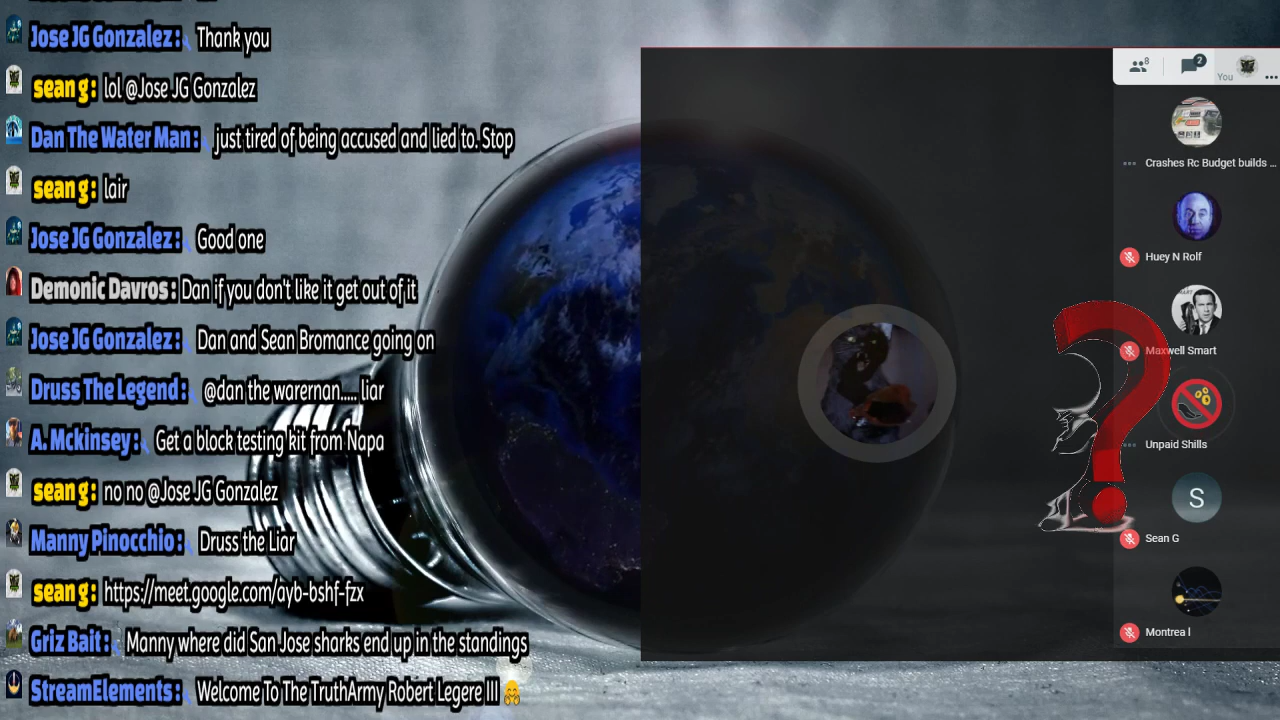 Jose JG Gonzalez: Thank you
sean g: lol @Jose JG Gonzalez
Dan The Water Man: just tired of being accused and lied to. Stop
sean g: lair
Jose JG Gonzalez: Good one
Demonic Davros: Dan if you don't like it get out of it
Jose JG Gonzalez: Dan and Sean Bromance going on
Druss The Legend: @dan the warernan..... liar
A. Mckinsey: Get a block testing kit from Napa
sean g: no no @Jose JG Gonzalez
Manny Pinocchio: Druss the Liar
sean g: https://meet.google.com/ayb-bshf-fzx
Griz Bait: Manny where did San Jose sharks end up in the standings
StreamElements: Welcome To The TruthArmy Robert Legere III 🤗
8
2
You
Crashes Rc Budget builds ...
Huey N Rolf
Maxwell Smart
Unpaid Shills
S
Sean G
Montrea l
?